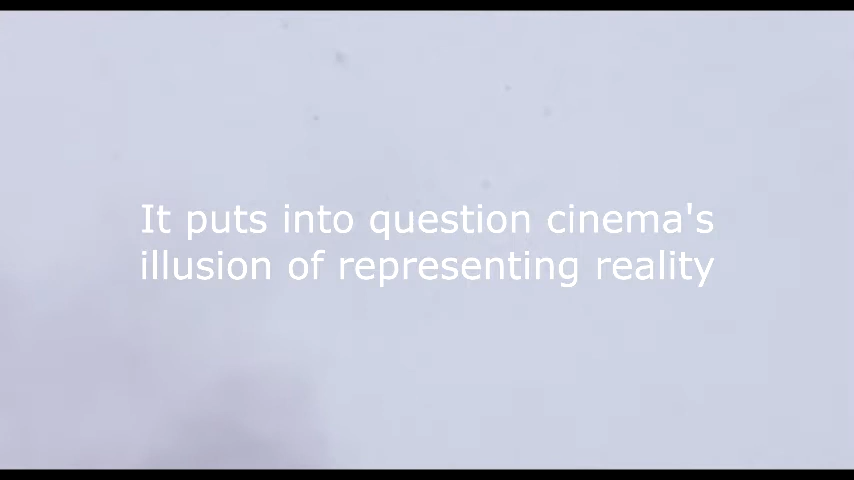 It puts into question cinema's
illusion of representing reality